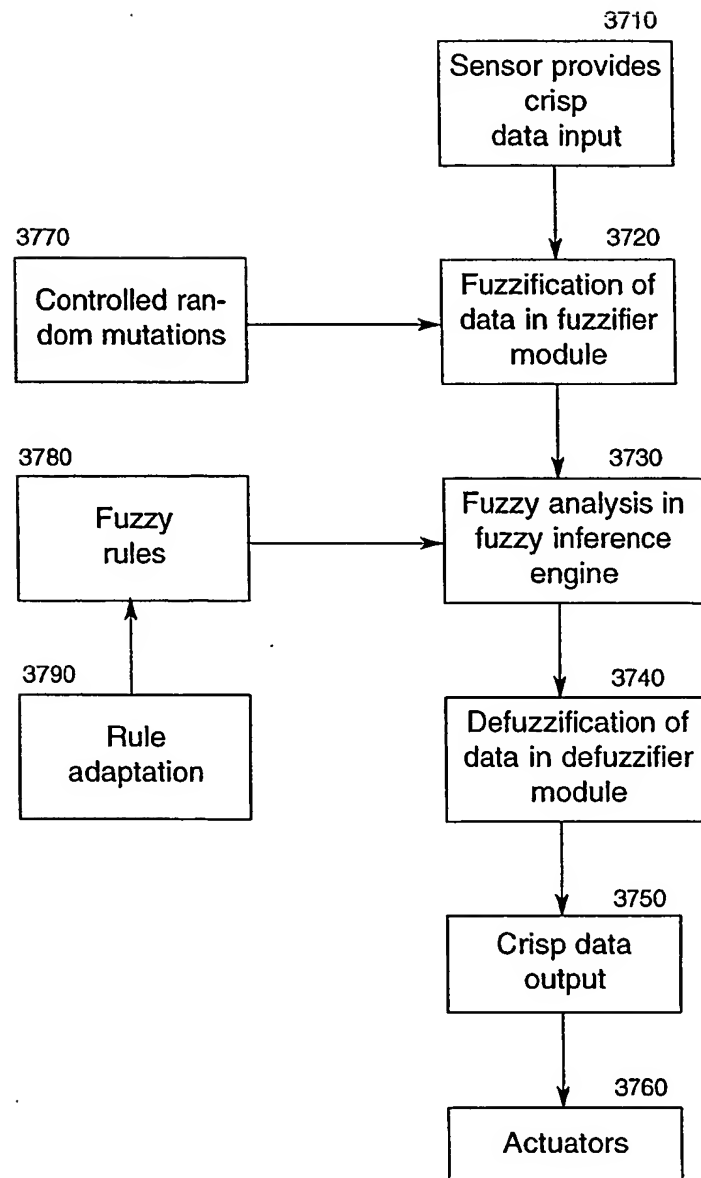 3710
Sensor provides
crisp
data input
3770
Controlled ran-
dom mutations
3720
Fuzzification of
data in fuzzifier
module
3780
Fuzzy
rules
3730
Fuzzy analysis in
fuzzy inference
engine
3790
Rule
adaptation
3740
Defuzzification of
data in defuzzifier
module
3750
Crisp data
output
3760
Actuators